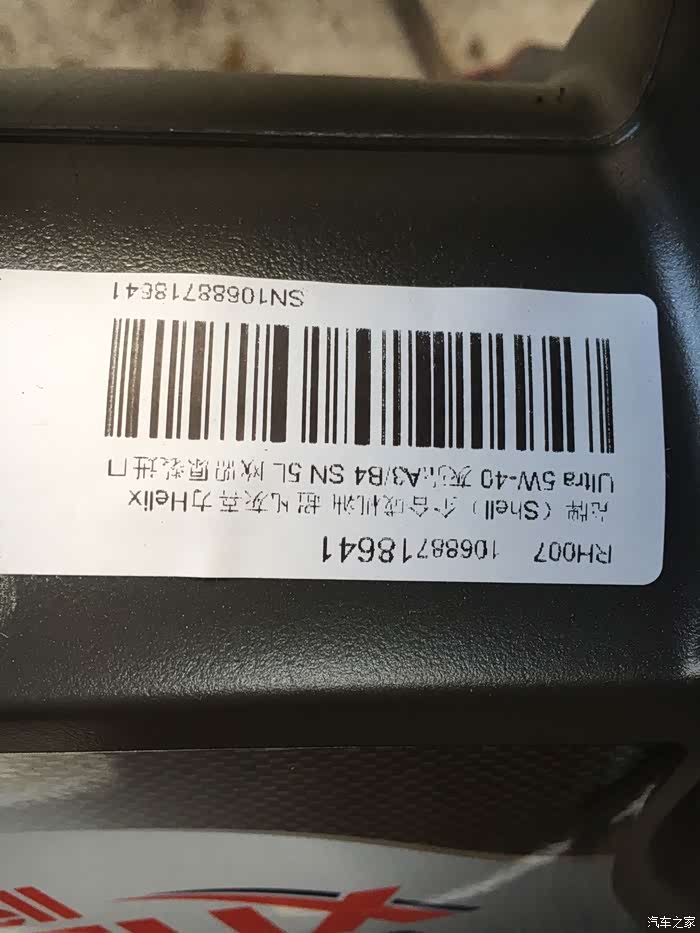 RH007 10688718641
壳牌（Shell）全合成机油 超凡灰喜力Helix
Ultra 5W-40 灰壳A3/B4 SN 5L 欧盟原装进口
SN10688718641
ell
汽车之家